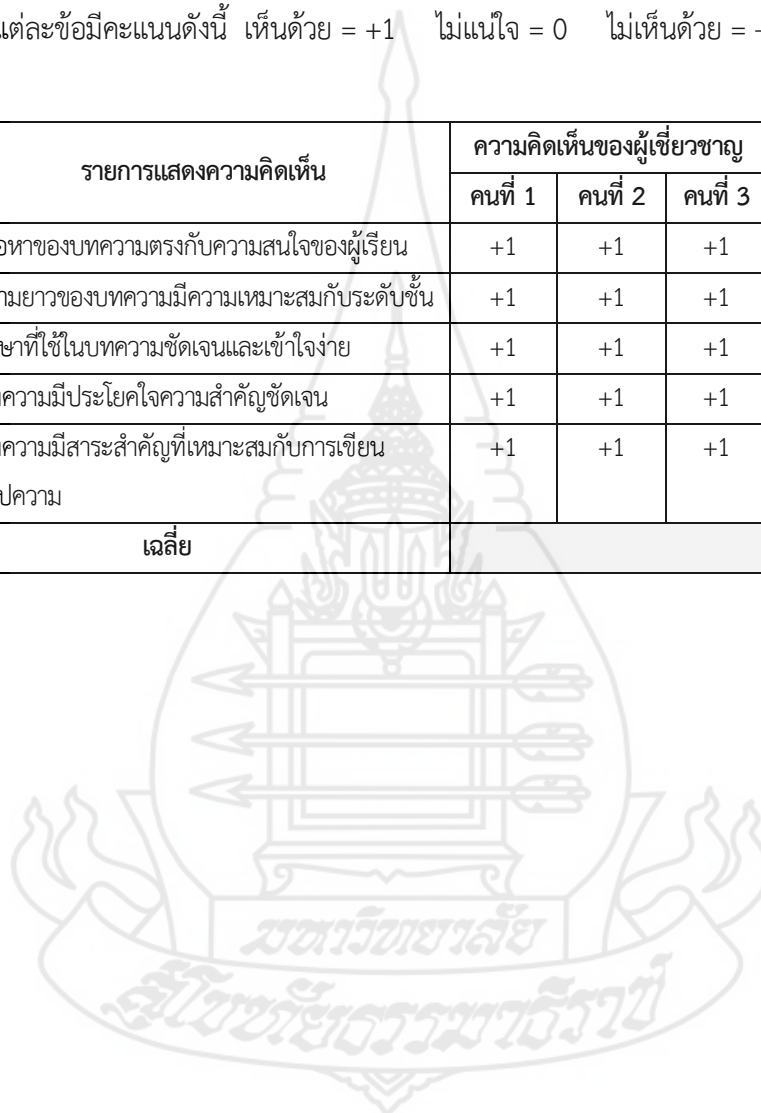 แต่ละข้อมีคะแนนดังนี้ เห็นด้วย = +1 ไม่แน่ใจ = 0 ไม่เห็นด้วย = -
รายการแสดงความคิดเห็น ความคิดเห็นของผู้เชี่ยวชาญ
คนที่ 1 คนที่ 2 คนที่ 3
อหาของบทความตรงกับความสนใจของผู้เรียน +1 +1 +1
ามยาวของบทความมีความเหมาะสมกับระดับชั้น +1 +1 +1
ษาที่ใช้ในบทความชัดเจนและเข้าใจง่าย +1 +1 +1
ความมีประโยคใจความสำคัญชัดเจน +1 +1 +1
ความมีสาระสำคัญที่เหมาะสมกับการเขียน +1 +1 +1
ปความ
เฉลี่ย
มหาวิทยาลัย
สุโขทัยธรรมาธิราช